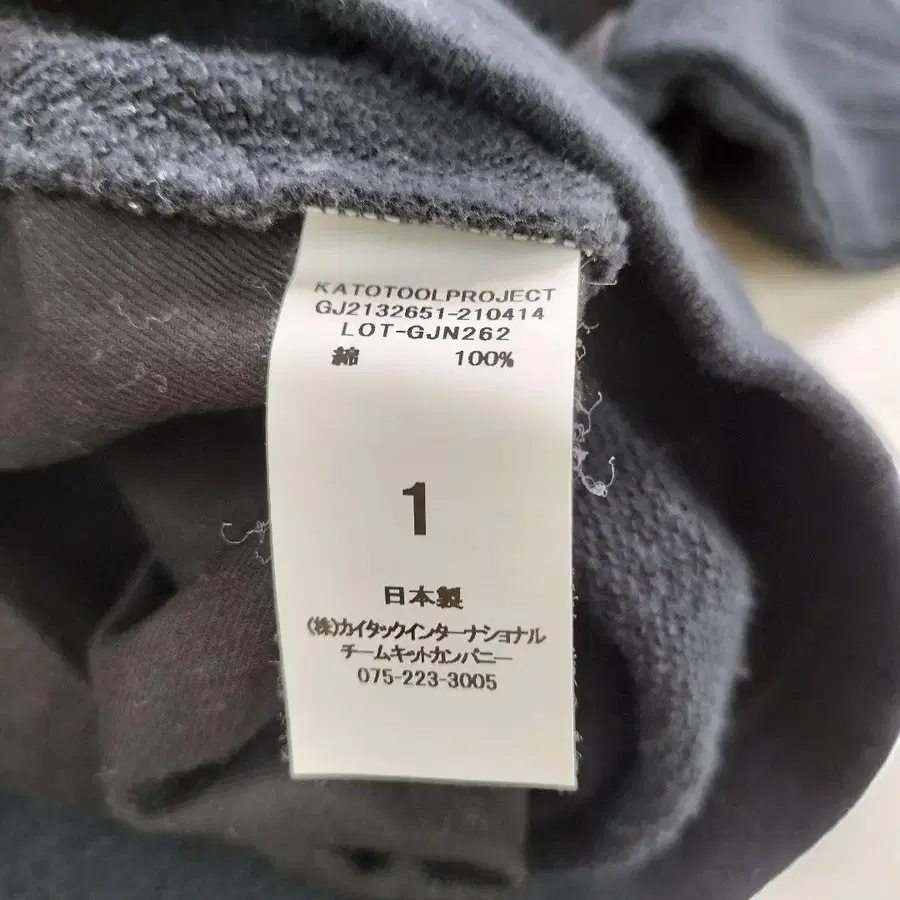 KATOTOOLPROJECT
GJ2132651-210414
LOT-GJN262
綿 100%
1
日本製
(株)カイタックインターナショナル
チームキットカンパニー
075-223-3005